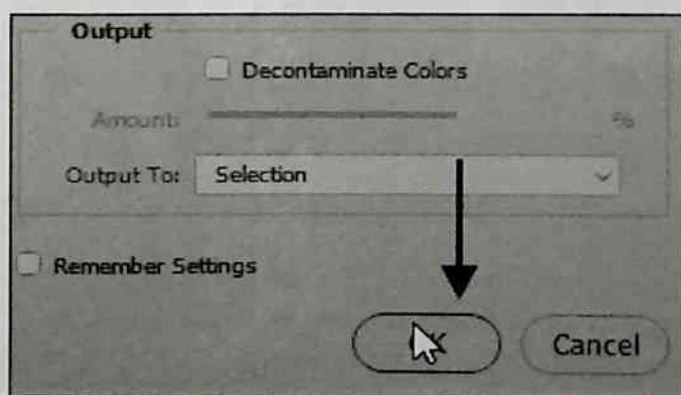 Output
Decontaminate Colors
Amount: %
Output To: Selection
Remember Settings
Cancel